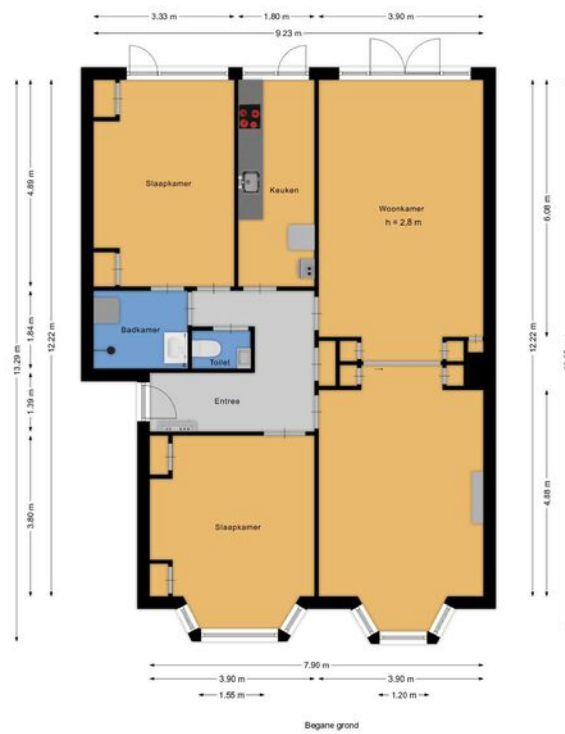 3.33 m
1.80 m
3.90 m
9.23 m
4.89 m
1.84 m
1.39 m
3.80 m
13.29 m
12.22 m
Slaapkamer
Keuken
Woonkamer
h = 2,8 m
Badkamer
Toilet
Entree
Slaapkamer
6.08 m
4.88 m
12.22 m
7.90 m
3.90 m
3.90 m
1.55 m
1.20 m
Begane grond